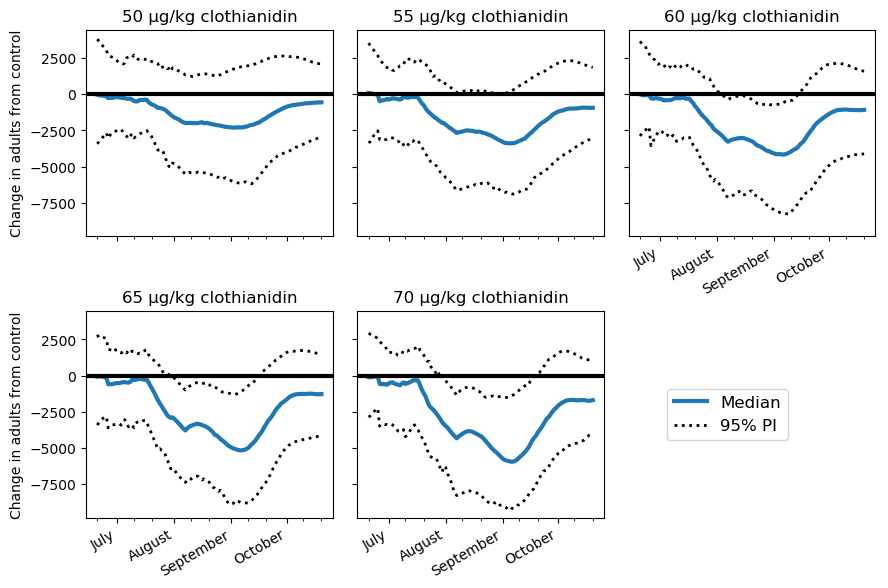 50 µg/kg clothianidin
55 µg/kg clothianidin
60 µg/kg clothianidin
Change in adults from control
2500
0
−2500
−5000
−7500
July
August
September
October
65 µg/kg clothianidin
70 µg/kg clothianidin
Change in adults from control
2500
0
−2500
−5000
−7500
Median
95% PI
July
August
September
October
July
August
September
October